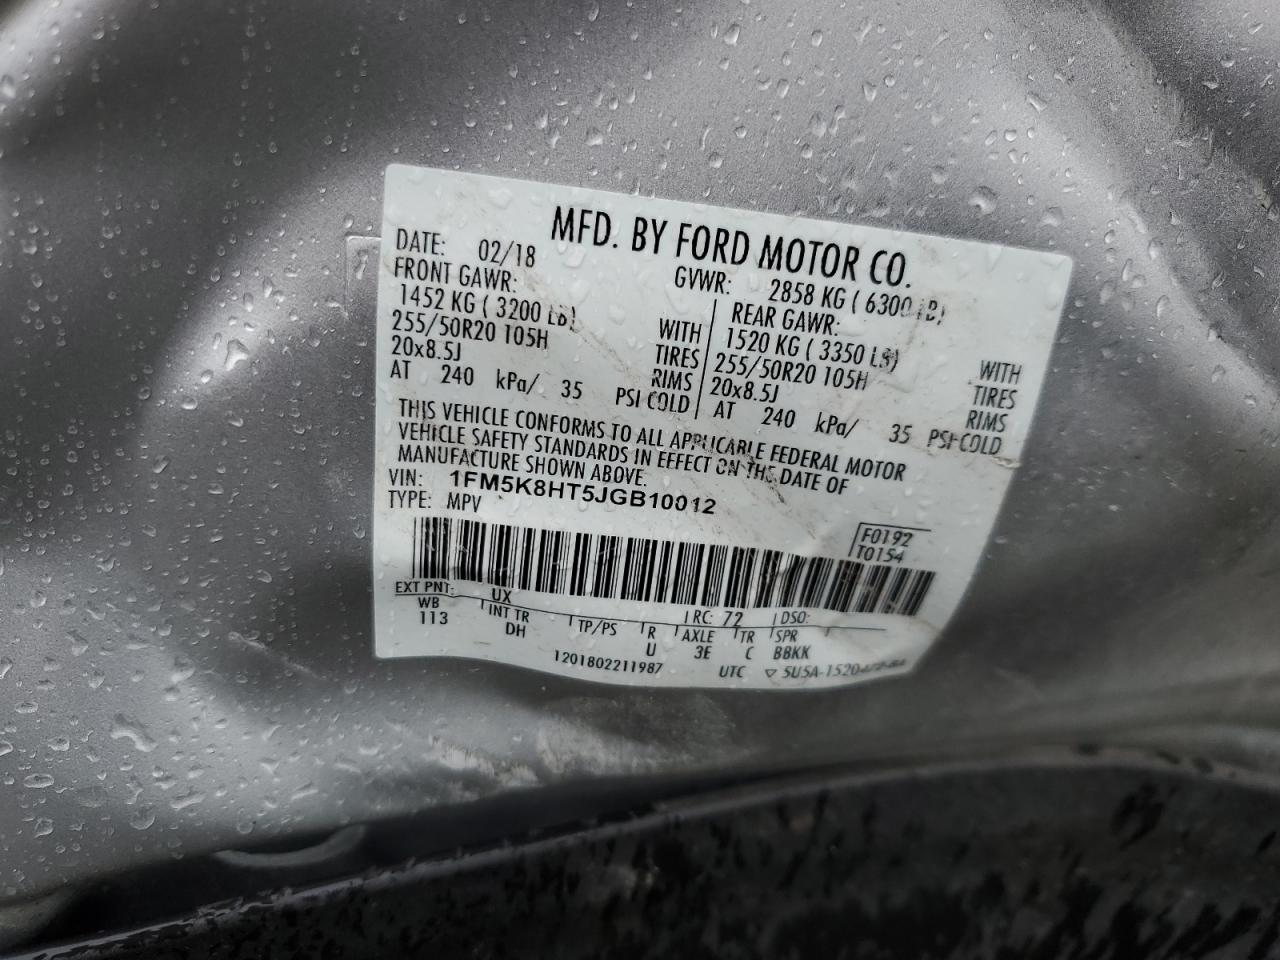 MFD. BY FORD MOTOR CO.
DATE: 02/18 GVWR: 2858 KG ( 6300 LB)
FRONT GAWR: REAR GAWR:
1452 KG ( 3200 LB) WITH 1520 KG ( 3350 LB) WITH
255/50R20 105H TIRES 255/50R20 105H TIRES
20x8.5J RIMS 20x8.5J RIMS
AT 240 kPa/ 35 PSI COLD AT 240 kPa/ 35 PSI COLD
THIS VEHICLE CONFORMS TO ALL APPLICABLE FEDERAL MOTOR
VEHICLE SAFETY STANDARDS IN EFFECT ON THE DATE OF
MANUFACTURE SHOWN ABOVE.
VIN: 1FM5K8HT5JGB10012
TYPE: MPV
F0192
T0154
EXT PNT: UX RC: 72 DSO:
WB INT TR TP/PS R AXLE TR SPR
113 DH U 3E C BBKK
1201802211987 UTC ▽